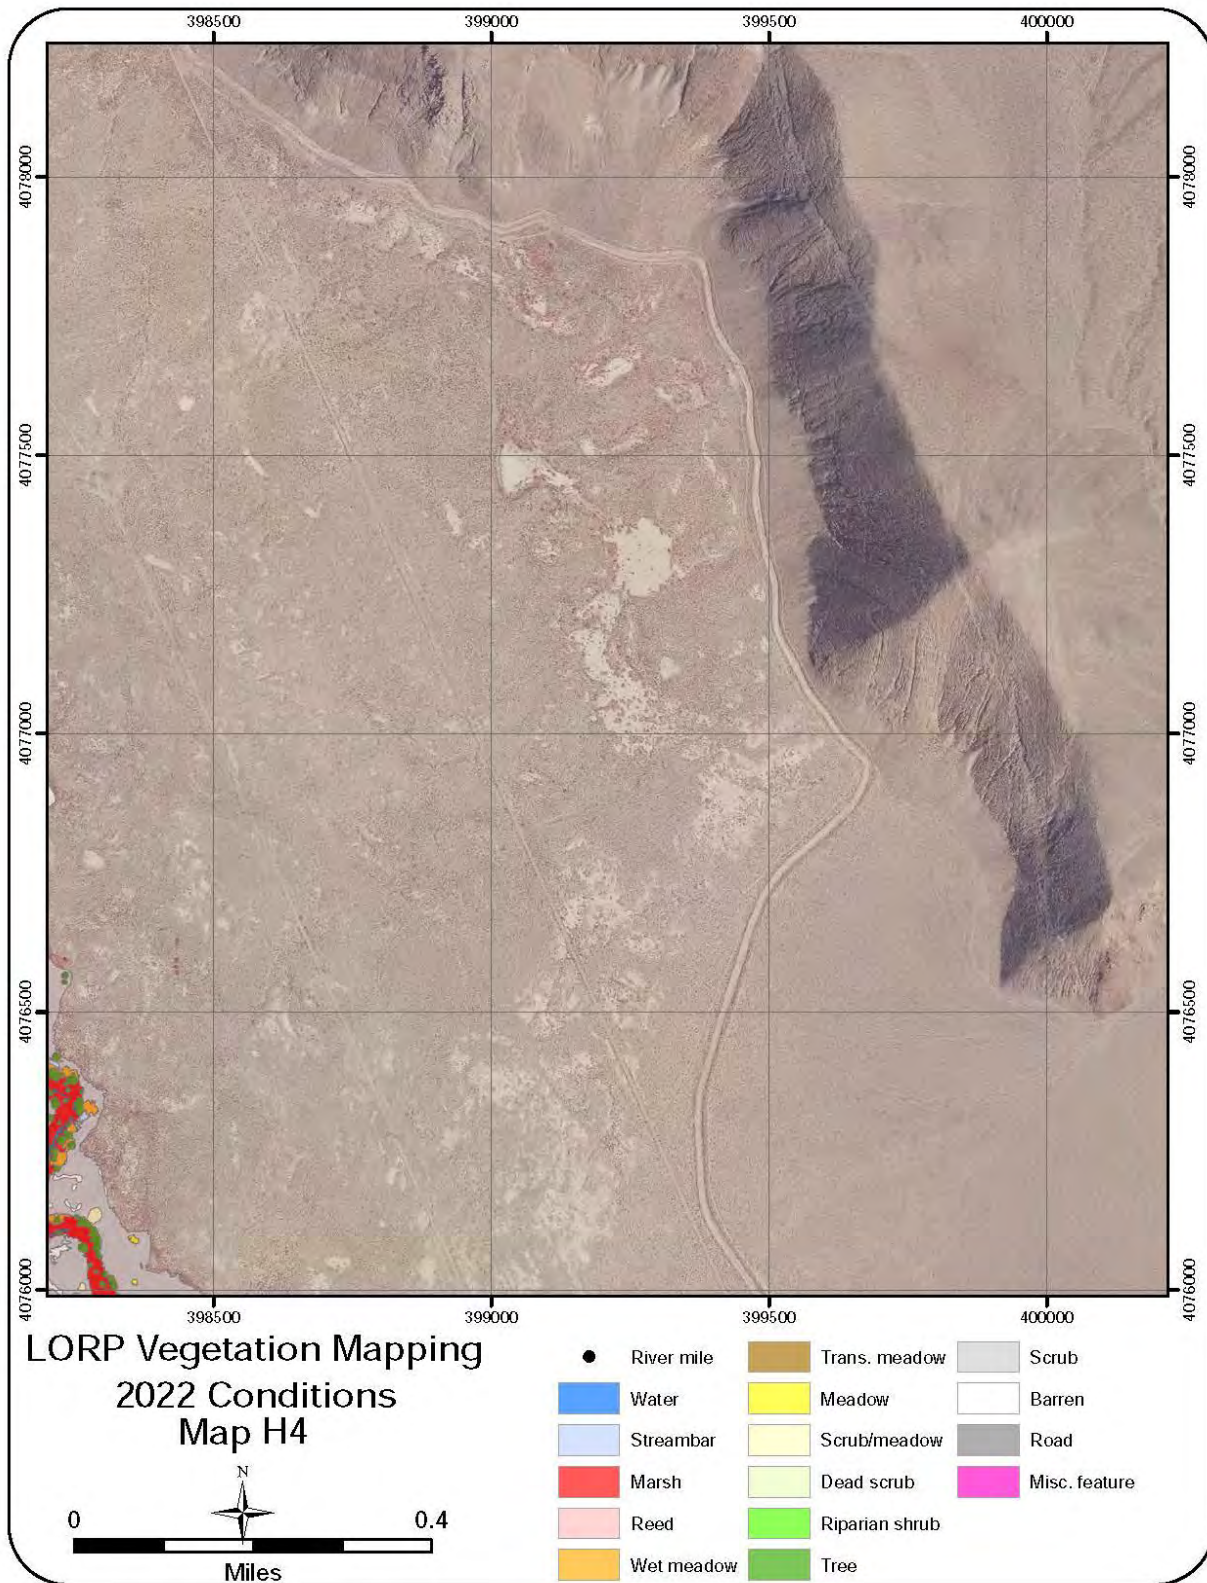 398500
399000
399500
400000
4078000
4078000
4077500
4077500
4077000
4077000
4076500
4076500
4076000
4076000
398500
399000
399500
400000
LORP Vegetation Mapping
2022 Conditions
Map H4
N
0
0.4
Miles
River mile
Water
Streambar
Marsh
Reed
Wet meadow
Trans. meadow
Meadow
Scrub/meadow
Dead scrub
Riparian shrub
Tree
Scrub
Barren
Road
Misc. feature